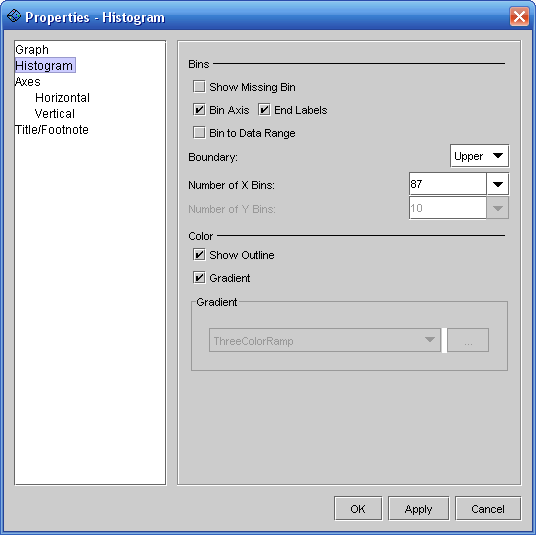 Properties - Histogram
Graph
Histogram
Axes
Horizontal
Vertical
Title/Footnote
Bins
Show Missing Bin
Bin Axis End Labels
Bin to Data Range
Boundary: Upper
Number of X Bins: 87
Number of Y Bins: 10
Color
Show Outline
Gradient
Gradient
ThreeColorRamp ...
OK Apply Cancel